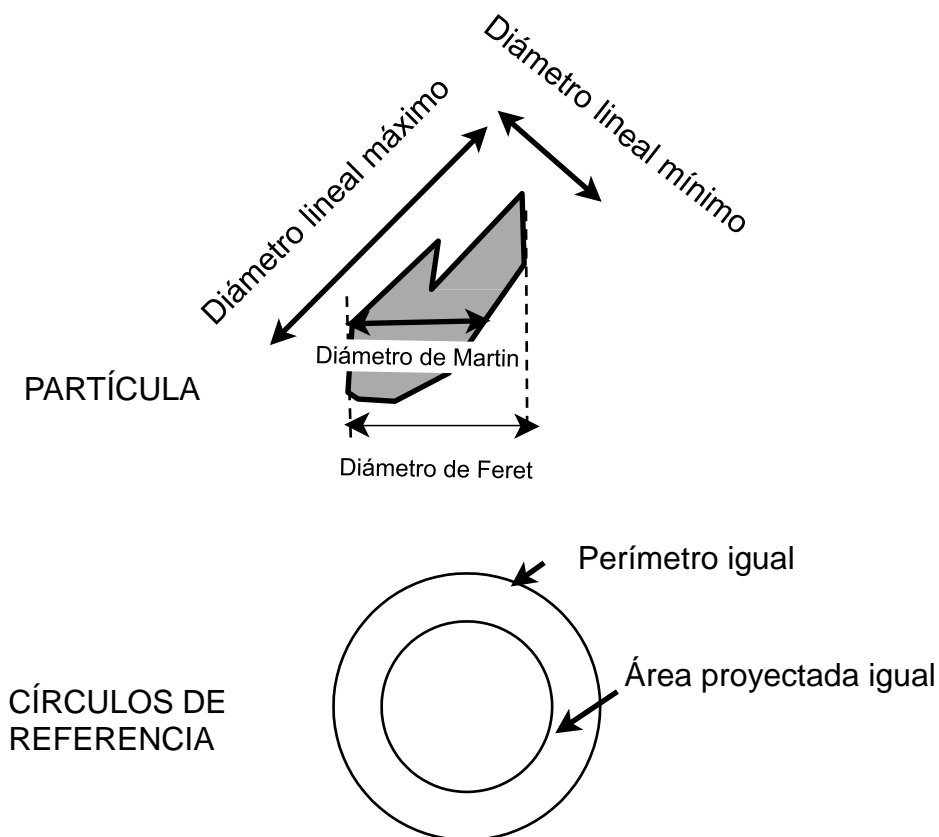 Diámetro lineal máximo
Diámetro lineal mínimo
Diámetro de Martin
PARTÍCULA
Diámetro de Feret
Perímetro igual
Área proyectada igual
CÍRCULOS DE
REFERENCIA